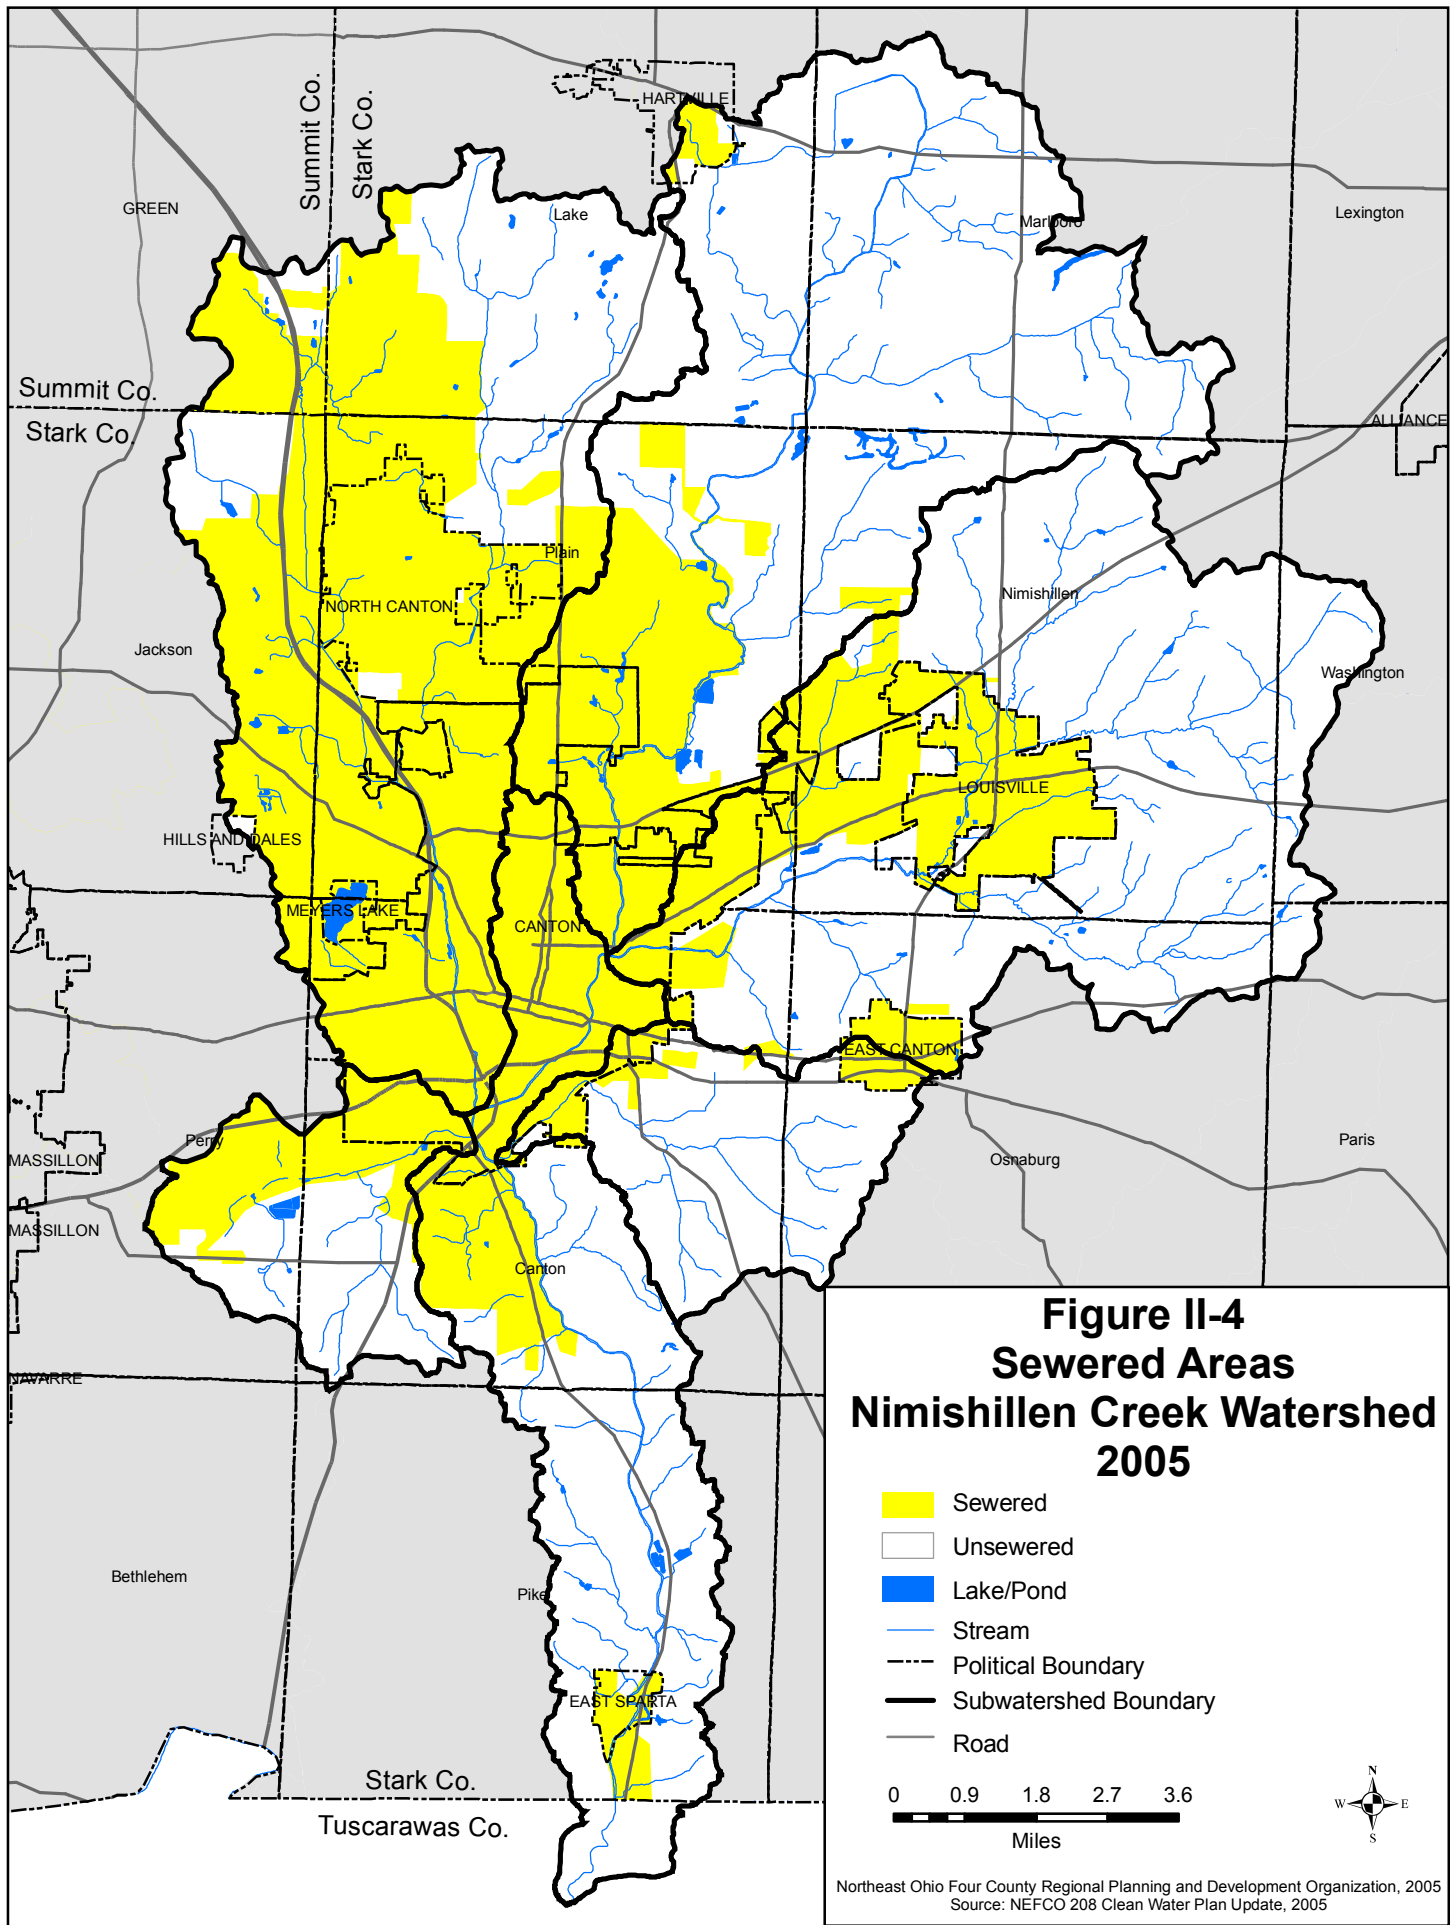 HARTVILLE
Summit Co.
Stark Co.
GREEN
Lake
Marlboro
Lexington
Summit Co.
Stark Co.
ALLIANCE
Plain
NORTH CANTON
Nimishillen
Jackson
Washington
LOUISVILLE
HILLS AND DALES
MEYERS LAKE
CANTON
EAST CANTON
Perry
MASSILLON
Osnaburg
Paris
MASSILLON
Canton
NAVARRE
Bethlehem
Pike
EAST SPARTA
Stark Co.
Tuscarawas Co.
Figure II-4
Sewered Areas
Nimishillen Creek Watershed
2005
Sewered
Unsewered
Lake/Pond
Stream
Political Boundary
Subwatershed Boundary
Road
0 0.9 1.8 2.7 3.6
Miles
N
W E
S
Northeast Ohio Four County Regional Planning and Development Organization, 2005
Source: NEFCO 208 Clean Water Plan Update, 2005